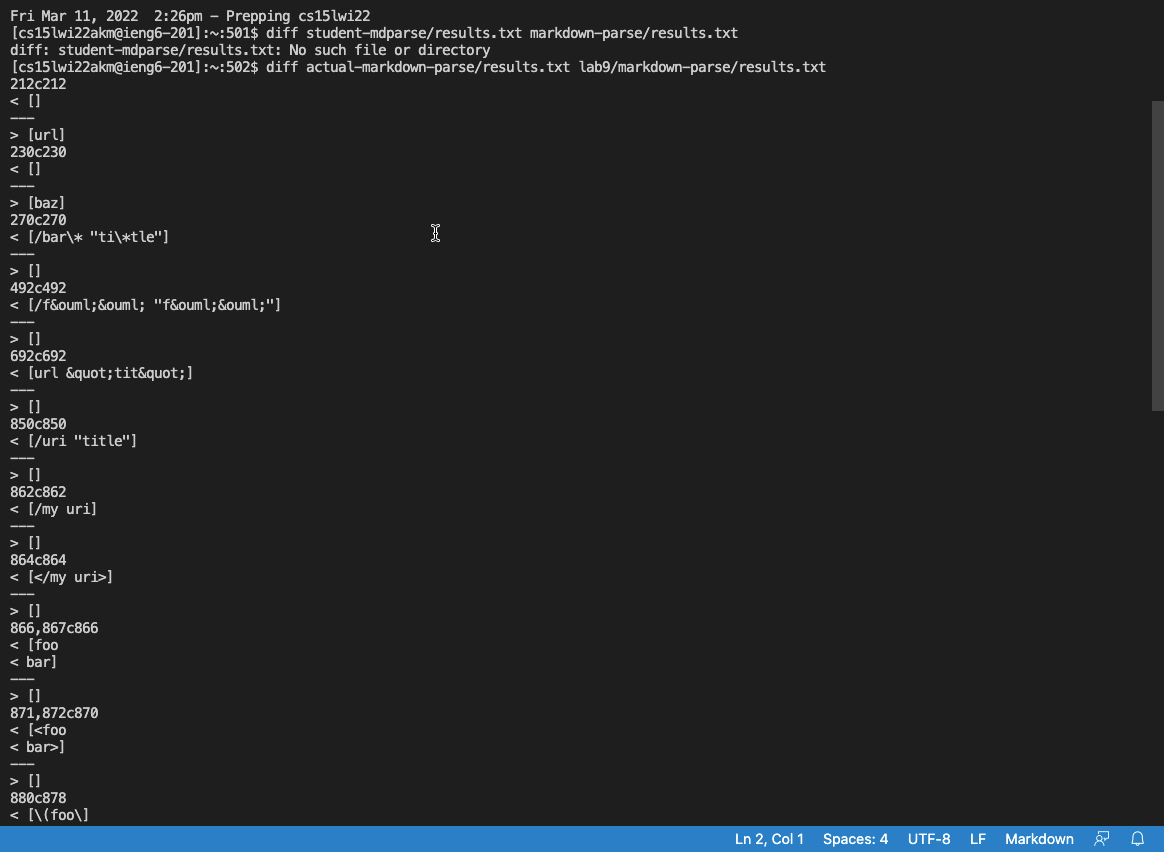 Fri Mar 11, 2022  2:26pm - Prepping cs15lwi22
[cs15lwi22akm@ieng6-201]:~:501$ diff student-mdparse/results.txt markdown-parse/results.txt
diff: student-mdparse/results.txt: No such file or directory
[cs15lwi22akm@ieng6-201]:~:502$ diff actual-markdown-parse/results.txt lab9/markdown-parse/results.txt
212c212
< []
---
> [url]
230c230
< []
---
> [baz]
270c270
< [/bar\* "ti\*tle"]
---
> []
492c492
< [/f&ouml;&ouml; "f&ouml;&ouml;"]
---
> []
692c692
< [url &quot;tit&quot;]
---
> []
850c850
< [/uri "title"]
---
> []
862c862
< [/my uri]
---
> []
864c864
< [</my uri>]
---
> []
866,867c866
< [foo
< bar]
---
> []
871,872c870
< [<foo
< bar>]
---
> []
880c878
< [\(foo\]
Ln 2, Col 1 Spaces: 4 UTF-8 LF Markdown